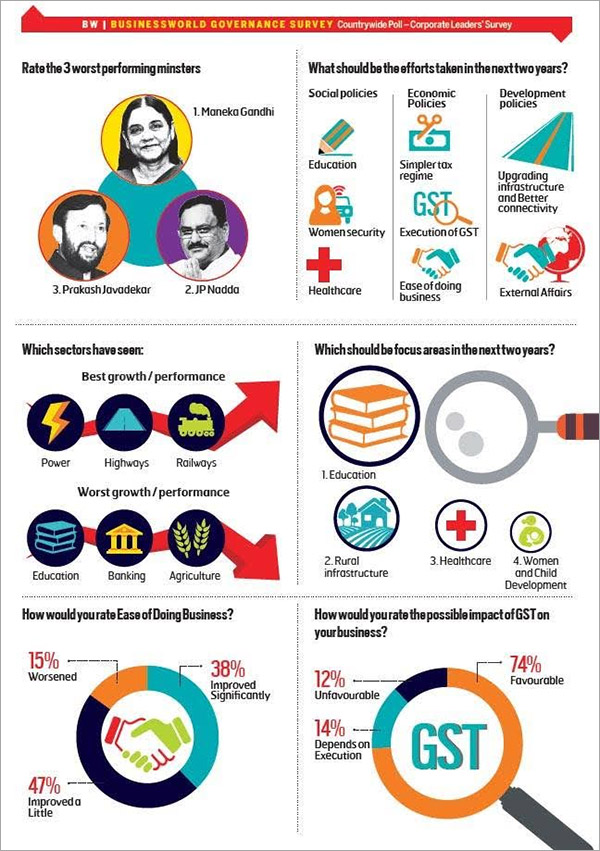 BW | BUSINESSWORLD GOVERNANCE SURVEY Countrywide Poll – Corporate Leaders' Survey
Rate the 3 worst performing minsters
1. Maneka Gandhi
3. Prakash Javadekar
2. JP Nadda
What should be the efforts taken in the next two years?
Social policies
Education
Women security
Healthcare
Economic
Policies
Simpler tax
regime
GST
Execution of GST
Ease of doing
business
Development
policies
Upgrading
infrastructure
and Better
connectivity
External Affairs
Which sectors have seen:
Best growth / performance
Power
Highways
Railways
Worst growth / performance
Education
Banking
Agriculture
Which should be focus areas in the next two years?
1. Education
2. Rural
infrastructure
3. Healthcare
4. Women
and Child
Development
How would you rate Ease of Doing Business?
15%
Worsened
38%
Improved
Significantly
47%
Improved a
Little
How would you rate the possible impact of GST on
your business?
12%
Unfavourable
74%
Favourable
14%
Depends on
Execution
GST